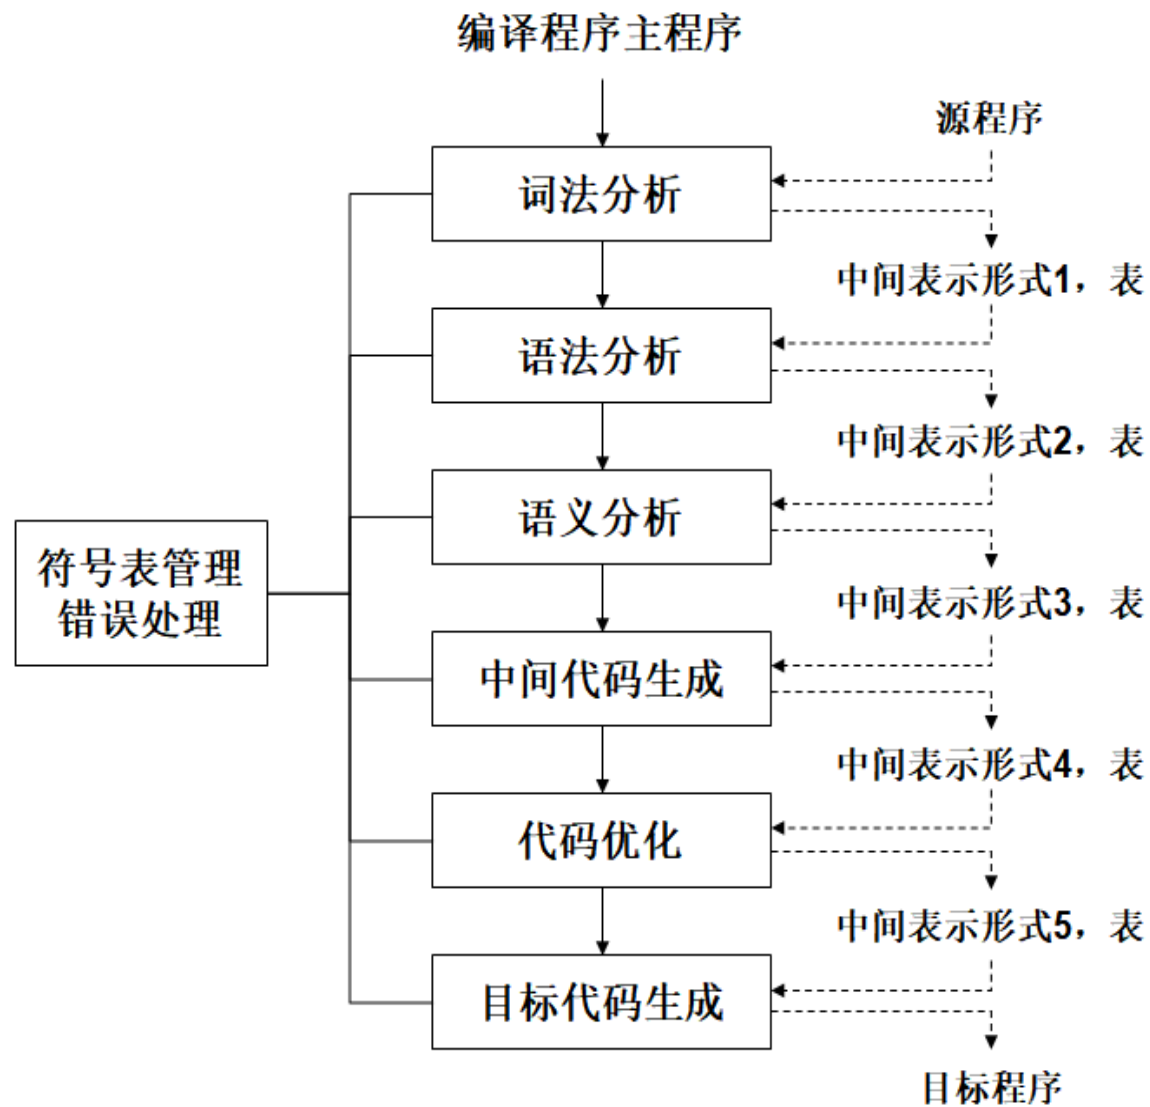 编译程序主程序
源程序
词法分析
中间表示形式1，表
语法分析
中间表示形式2，表
语义分析
符号表管理
错误处理
中间表示形式3，表
中间代码生成
中间表示形式4，表
代码优化
中间表示形式5，表
目标代码生成
目标程序